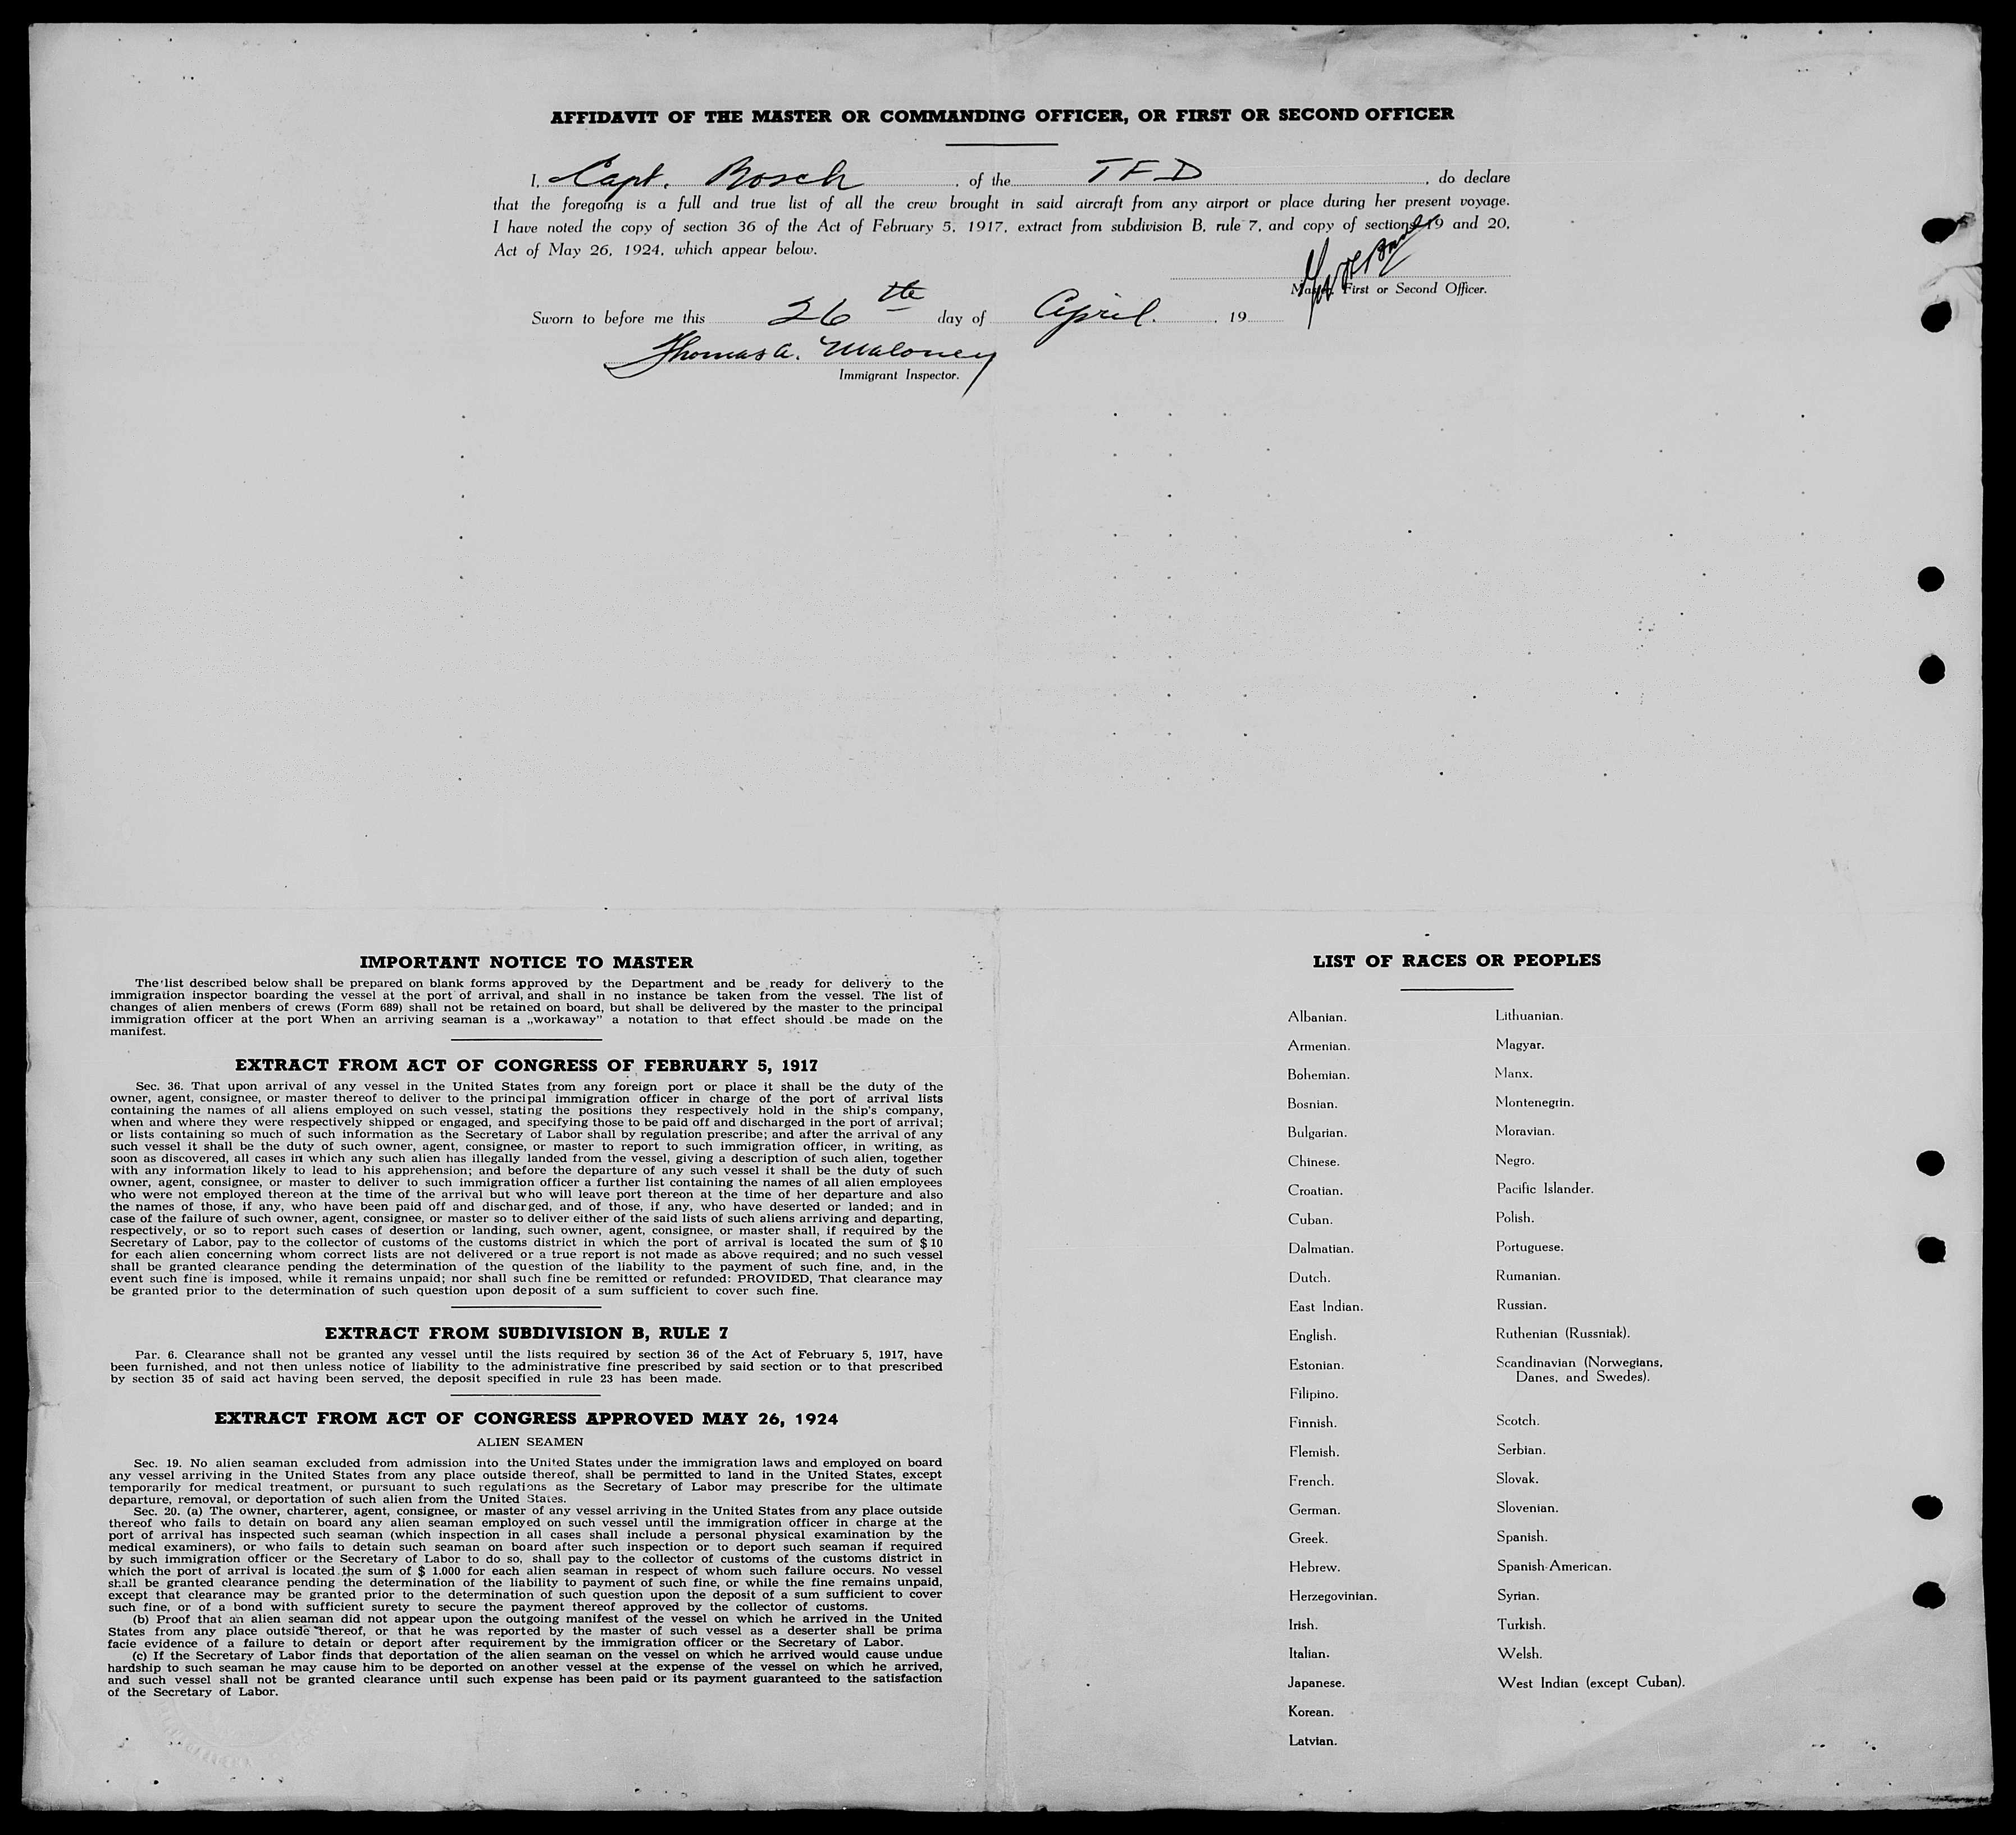 AFFIDAVIT OF THE MASTER OR COMMANDING OFFICER, OR FIRST OR SECOND OFFICER
I, Capt. Bosch, of the TFD, do declare
that the foregoing is a full and true list of all the crew brought in said aircraft from any airport or place during her present voyage.
I have noted the copy of section 36 of the Act of February 5, 1917, extract from subdivision B, rule 7, and copy of sections 19 and 20,
Act of May 26, 1924, which appear below.
Master, First or Second Officer.
Sworn to before me this 26th day of April, 19
Thomas A. Maloney
Immigrant Inspector.
IMPORTANT NOTICE TO MASTER
The list described below shall be prepared on blank forms approved by the Department and be ready for delivery to the
immigration inspector boarding the vessel at the port of arrival, and shall in no instance be taken from the vessel. The list of
changes of alien menbers of crews (Form 689) shall not be retained on board, but shall be delivered by the master to the principal
immigration officer at the port When an arriving seaman is a „workaway” a notation to that effect should be made on the
manifest.
EXTRACT FROM ACT OF CONGRESS OF FEBRUARY 5, 1917
Sec. 36. That upon arrival of any vessel in the United States from any foreign port or place it shall be the duty of the
owner, agent, consignee, or master thereof to deliver to the principal immigration officer in charge of the port of arrival lists
containing the names of all aliens employed on such vessel, stating the positions they respectively hold in the ship's company,
when and where they were respectively shipped or engaged, and specifying those to be paid off and discharged in the port of arrival;
or lists containing so much of such information as the Secretary of Labor shall by regulation prescribe; and after the arrival of any
such vessel it shall be the duty of such owner, agent, consignee, or master to report to such immigration officer, in writing, as
soon as discovered, all cases in which any such alien has illegally landed from the vessel, giving a description of such alien, together
with any information likely to lead to his apprehension; and before the departure of any such vessel it shall be the duty of such
owner, agent, consignee, or master to deliver to such immigration officer a further list containing the names of all alien employees
who were not employed thereon at the time of the arrival but who will leave port thereon at the time of her departure and also
the names of those, if any, who have been paid off and discharged, and of those, if any, who have deserted or landed; and in
case of the failure of such owner, agent, consignee, or master so to deliver either of the said lists of such aliens arriving and departing,
respectively, or so to report such cases of desertion or landing, such owner, agent, consignee, or master shall, if required by the
Secretary of Labor, pay to the collector of customs of the customs district in which the port of arrival is located the sum of $ 10
for each alien concerning whom correct lists are not delivered or a true report is not made as above required; and no such vessel
shall be granted clearance pending the determination of the question of the liability to the payment of such fine, and, in the
event such fine is imposed, while it remains unpaid; nor shall such fine be remitted or refunded: PROVIDED, That clearance may
be granted prior to the determination of such question upon deposit of a sum sufficient to cover such fine.
EXTRACT FROM SUBDIVISION B, RULE 7
Par. 6. Clearance shall not be granted any vessel until the lists required by section 36 of the Act of February 5, 1917, have
been furnished, and not then unless notice of liability to the administrative fine prescribed by said section or to that prescribed
by section 35 of said act having been served, the deposit specified in rule 23 has been made.
EXTRACT FROM ACT OF CONGRESS APPROVED MAY 26, 1924
ALIEN SEAMEN
Sec. 19. No alien seaman excluded from admission into the United States under the immigration laws and employed on board
any vessel arriving in the United States from any place outside thereof, shall be permitted to land in the United States, except
temporarily for medical treatment, or pursuant to such regulations as the Secretary of Labor may prescribe for the ultimate
departure, removal, or deportation of such alien from the United States.
Sec. 20. (a) The owner, charterer, agent, consignee, or master of any vessel arriving in the United States from any place outside
thereof who fails to detain on board any alien seaman employed on such vessel until the immigration officer in charge at the
port of arrival has inspected such seaman (which inspection in all cases shall include a personal physical examination by the
medical examiners), or who fails to detain such seaman on board after such inspection or to deport such seaman if required
by such immigration officer or the Secretary of Labor to do so, shall pay to the collector of customs of the customs district in
which the port of arrival is located the sum of $ 1.000 for each alien seaman in respect of whom such failure occurs. No vessel
shall be granted clearance pending the determination of the liability to payment of such fine, or while the fine remains unpaid,
except that clearance may be granted prior to the determination of such question upon the deposit of a sum sufficient to cover
such fine, or of a bond with sufficient surety to secure the payment thereof approved by the collector of customs.
(b) Proof that an alien seaman did not appear upon the outgoing manifest of the vessel on which he arrived in the United
States from any place outside thereof, or that he was reported by the master of such vessel as a deserter shall be prima
facie evidence of a failure to detain or deport after requirement by the immigration officer or the Secretary of Labor.
(c) If the Secretary of Labor finds that deportation of the alien seaman on the vessel on which he arrived would cause undue
hardship to such seaman he may cause him to be deported on another vessel at the expense of the vessel on which he arrived,
and such vessel shall not be granted clearance until such expense has been paid or its payment guaranteed to the satisfaction
of the Secretary of Labor.
LIST OF RACES OR PEOPLES
Albanian.
Armenian.
Bohemian.
Bosnian.
Bulgarian.
Chinese.
Croatian.
Cuban.
Dalmatian.
Dutch.
East Indian.
English.
Estonian.
Filipino.
Finnish.
Flemish.
French.
German.
Greek.
Hebrew.
Herzegovinian.
Irish.
Italian.
Japanese.
Korean.
Latvian.
Lithuanian.
Magyar.
Manx.
Montenegrin.
Moravian.
Negro.
Pacific Islander.
Polish.
Portuguese.
Rumanian.
Russian.
Ruthenian (Russniak).
Scandinavian (Norwegians,
Danes, and Swedes).
Scotch.
Serbian.
Slovak.
Slovenian.
Spanish.
Spanish-American.
Syrian.
Turkish.
Welsh.
West Indian (except Cuban).